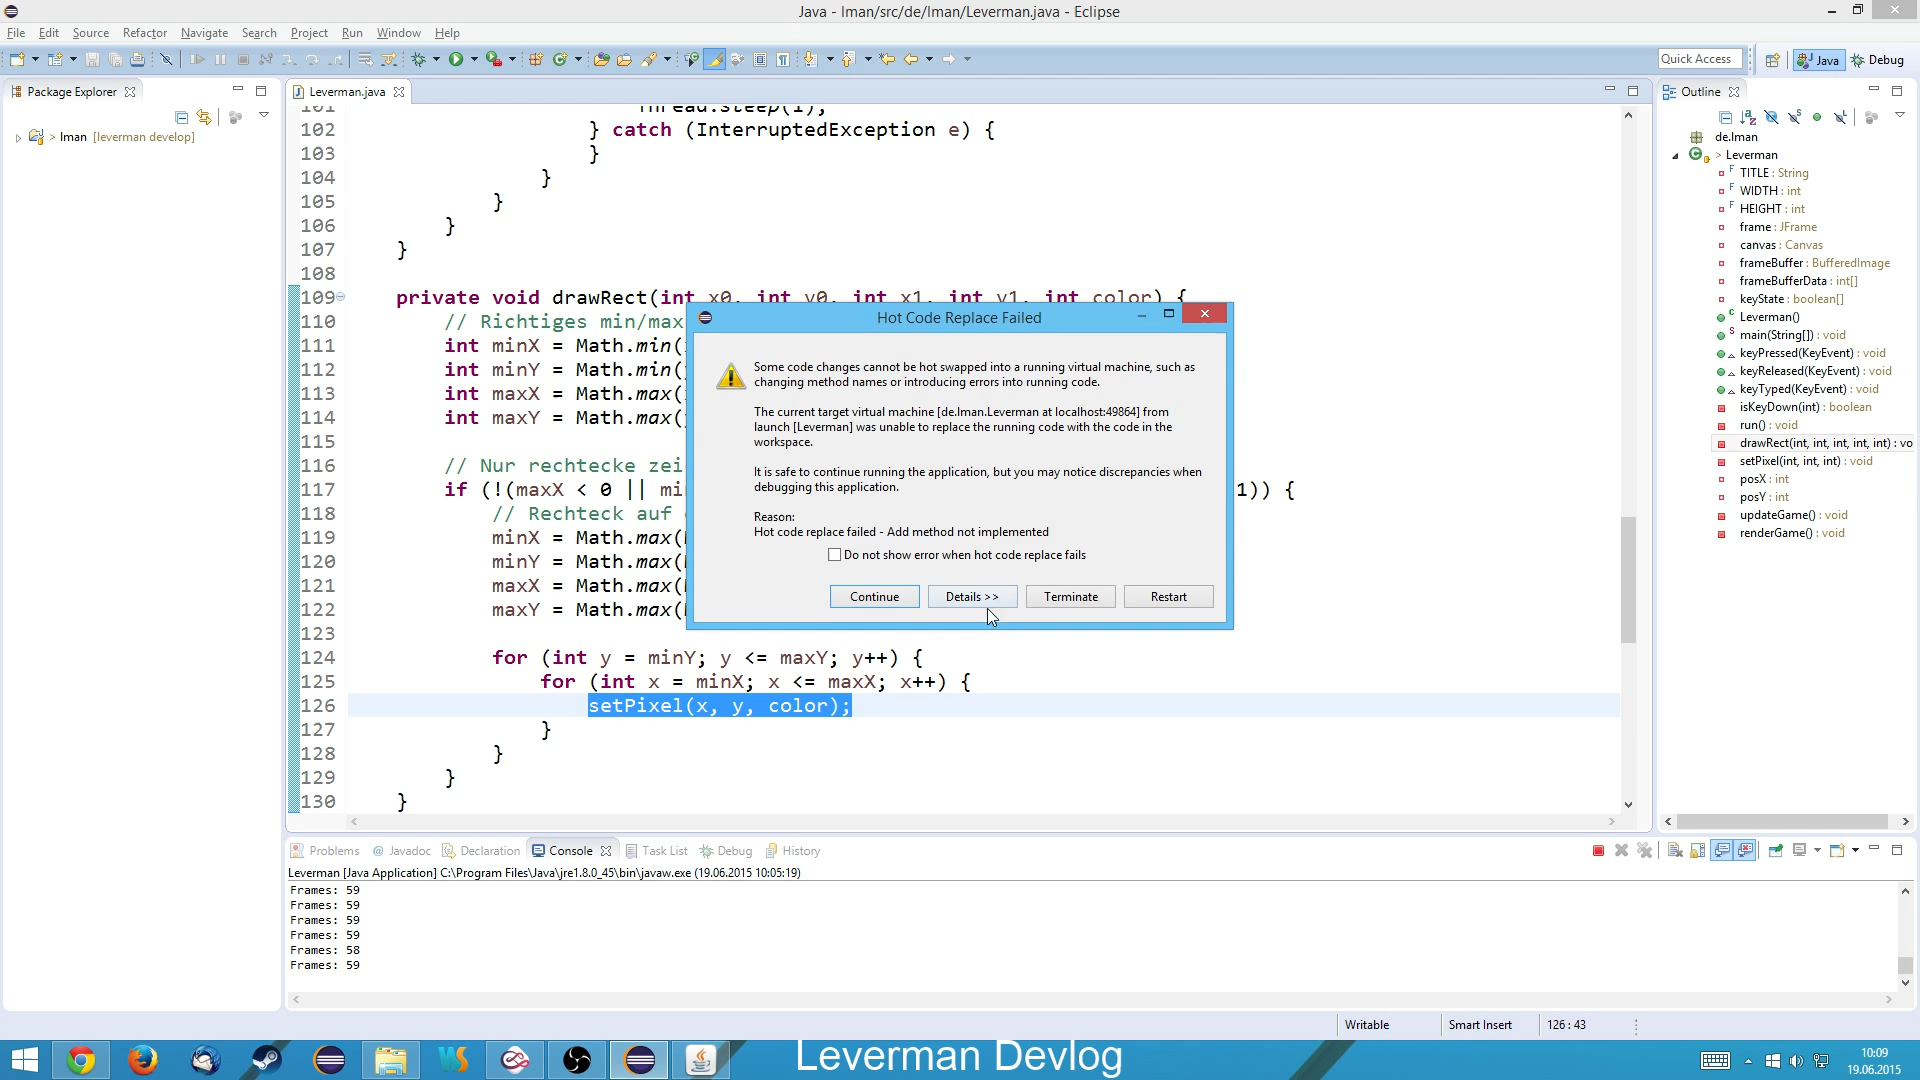 Java - lman/src/de/lman/Leverman.java - Eclipse
File Edit Source Refactor Navigate Search Project Run Window Help
Quick Access Java Debug
Package Explorer
> lman [leverman develop]
Leverman.java
102 } catch (InterruptedException e) {
103 }
104 }
105 }
106 }
107 }
108
109 private void drawRect(int x0, int y0, int x1, int y1, int color) {
110 // Richtiges min/max
111 int minX = Math.min(
112 int minY = Math.min(
113 int maxX = Math.max(
114 int maxY = Math.max(
115
116 // Nur rechtecke zei
117 if (!(maxX < 0 || mi 1)) {
118 // Rechteck auf
119 minX = Math.max(
120 minY = Math.max(
121 maxX = Math.max(
122 maxY = Math.max(
123
124 for (int y = minY; y <= maxY; y++) {
125 for (int x = minX; x <= maxX; x++) {
126 setPixel(x, y, color);
127 }
128 }
129 }
130 }
Hot Code Replace Failed
Some code changes cannot be hot swapped into a running virtual machine, such as
changing method names or introducing errors into running code.
The current target virtual machine [de.lman.Leverman at localhost:49864] from
launch [Leverman] was unable to replace the running code with the code in the
workspace.
It is safe to continue running the application, but you may notice discrepancies when
debugging this application.
Reason:
Hot code replace failed - Add method not implemented
Do not show error when hot code replace fails
Continue Details >> Terminate Restart
Outline
de.lman
> Leverman
TITLE : String
WIDTH : int
HEIGHT : int
frame : JFrame
canvas : Canvas
frameBuffer : BufferedImage
frameBufferData : int[]
keyState : boolean[]
Leverman()
main(String[]) : void
keyPressed(KeyEvent) : void
keyReleased(KeyEvent) : void
keyTyped(KeyEvent) : void
isKeyDown(int) : boolean
run() : void
drawRect(int, int, int, int, int) : vo
setPixel(int, int, int) : void
posX : int
posY : int
updateGame() : void
renderGame() : void
Problems @ Javadoc Declaration Console Task List Debug History
Leverman [Java Application] C:\Program Files\Java\jre1.8.0_45\bin\javaw.exe (19.06.2015 10:05:19)
Frames: 59
Frames: 59
Frames: 59
Frames: 59
Frames: 58
Frames: 59
Writable Smart Insert 126 : 43
Leverman Devlog
10:09
19.06.2015